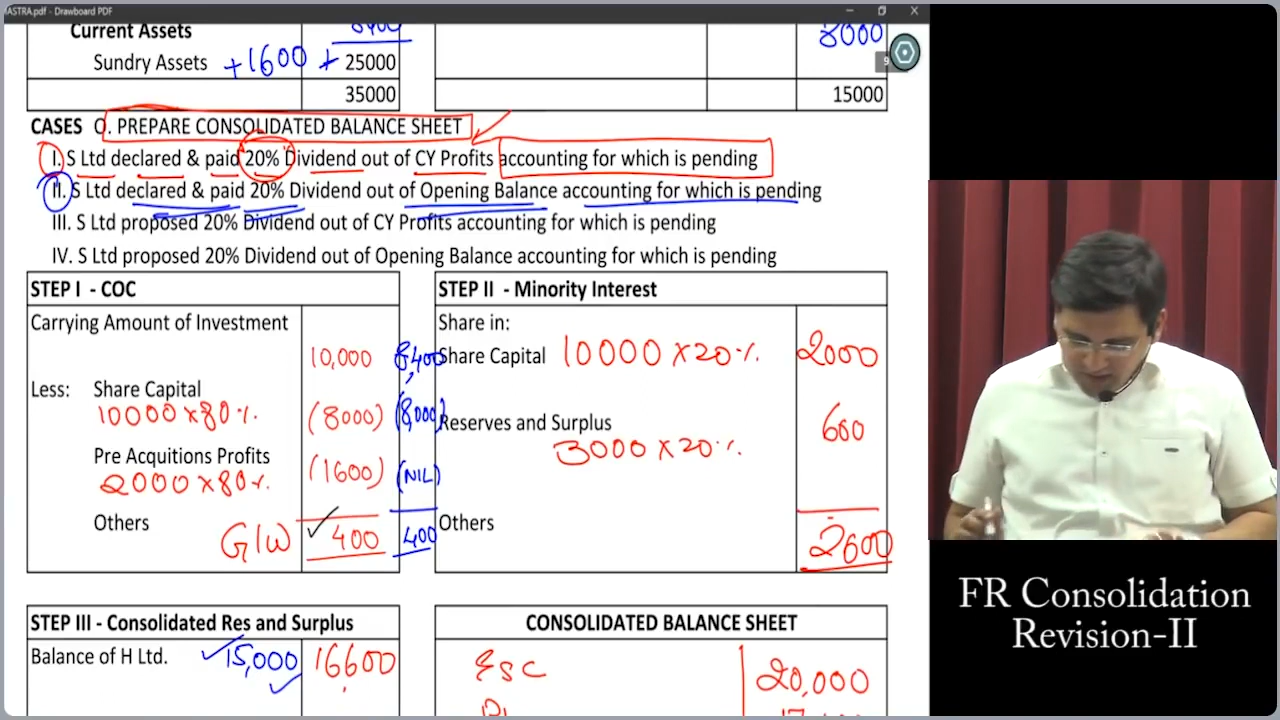 IASTRA.pdf - Drawboard PDF
Current Assets
8000
9
Sundry Assets +1600 + 25000
35000 15000
CASES O. PREPARE CONSOLIDATED BALANCE SHEET
I. S Ltd declared & paid 20% Dividend out of CY Profits accounting for which is pending
II. S Ltd declared & paid 20% Dividend out of Opening Balance accounting for which is pending
III. S Ltd proposed 20% Dividend out of CY Profits accounting for which is pending
IV. S Ltd proposed 20% Dividend out of Opening Balance accounting for which is pending
STEP I - COC
Carrying Amount of Investment
10,000 8,400
Less: Share Capital
10000 x 80% (8000) (8,000)
Pre Acquitions Profits
2000 x 80% (1600) (NIL)
Others
G/W 400 400
STEP II - Minority Interest
Share in:
Share Capital 10000 x 20% 2000
Reserves and Surplus
3000 x 20% 600
Others 2600
STEP III - Consolidated Res and Surplus
Balance of H Ltd. 15,000 16600
CONSOLIDATED BALANCE SHEET
ESC 20,000
FR Consolidation
Revision-II